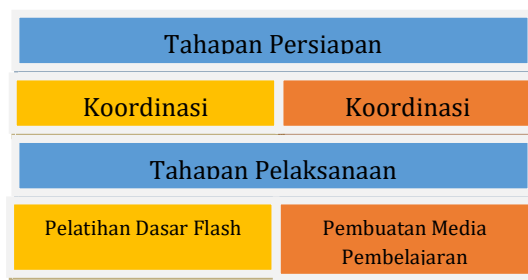 Tahapan Persiapan
Koordinasi
Koordinasi
Tahapan Pelaksanaan
Pelatihan Dasar Flash
Pembuatan Media
Pembelajaran